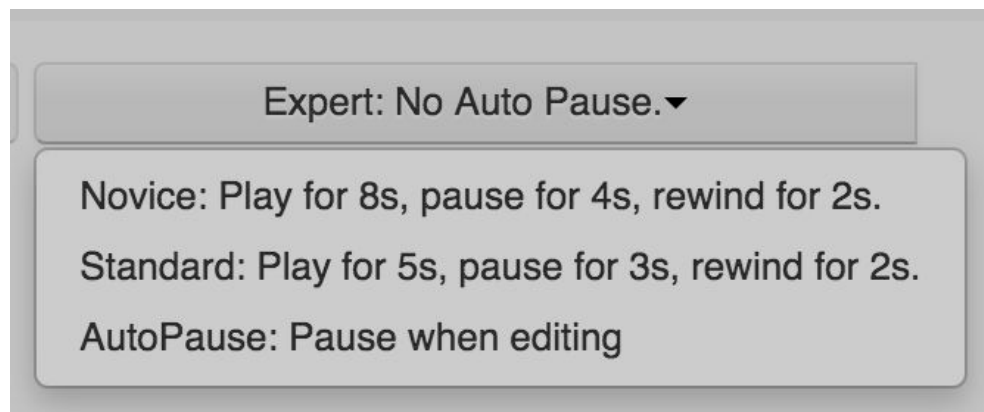 Expert: No Auto Pause.
Novice: Play for 8s, pause for 4s, rewind for 2s.
Standard: Play for 5s, pause for 3s, rewind for 2s.
AutoPause: Pause when editing